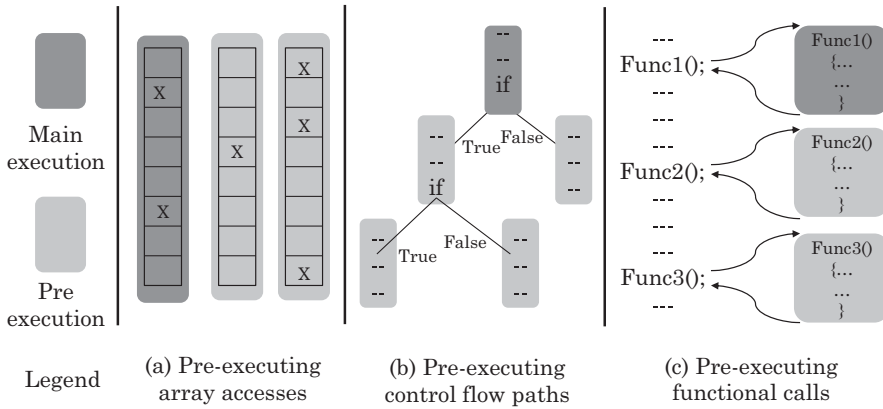 Main
execution
Pre
execution
Legend
X
X
X
X
X
X
(a) Pre-executing
array accesses
--
--
if
True
False
--
--
if
--
--
--
True
False
--
--
--
--
--
--
(b) Pre-executing
control flow paths
---
Func1();
---
---
---
Func2();
---
---
---
Func3();
---
Func1()
{...
...
}
Func2()
{...
...
}
Func3()
{...
...
}
(c) Pre-executing
functional calls